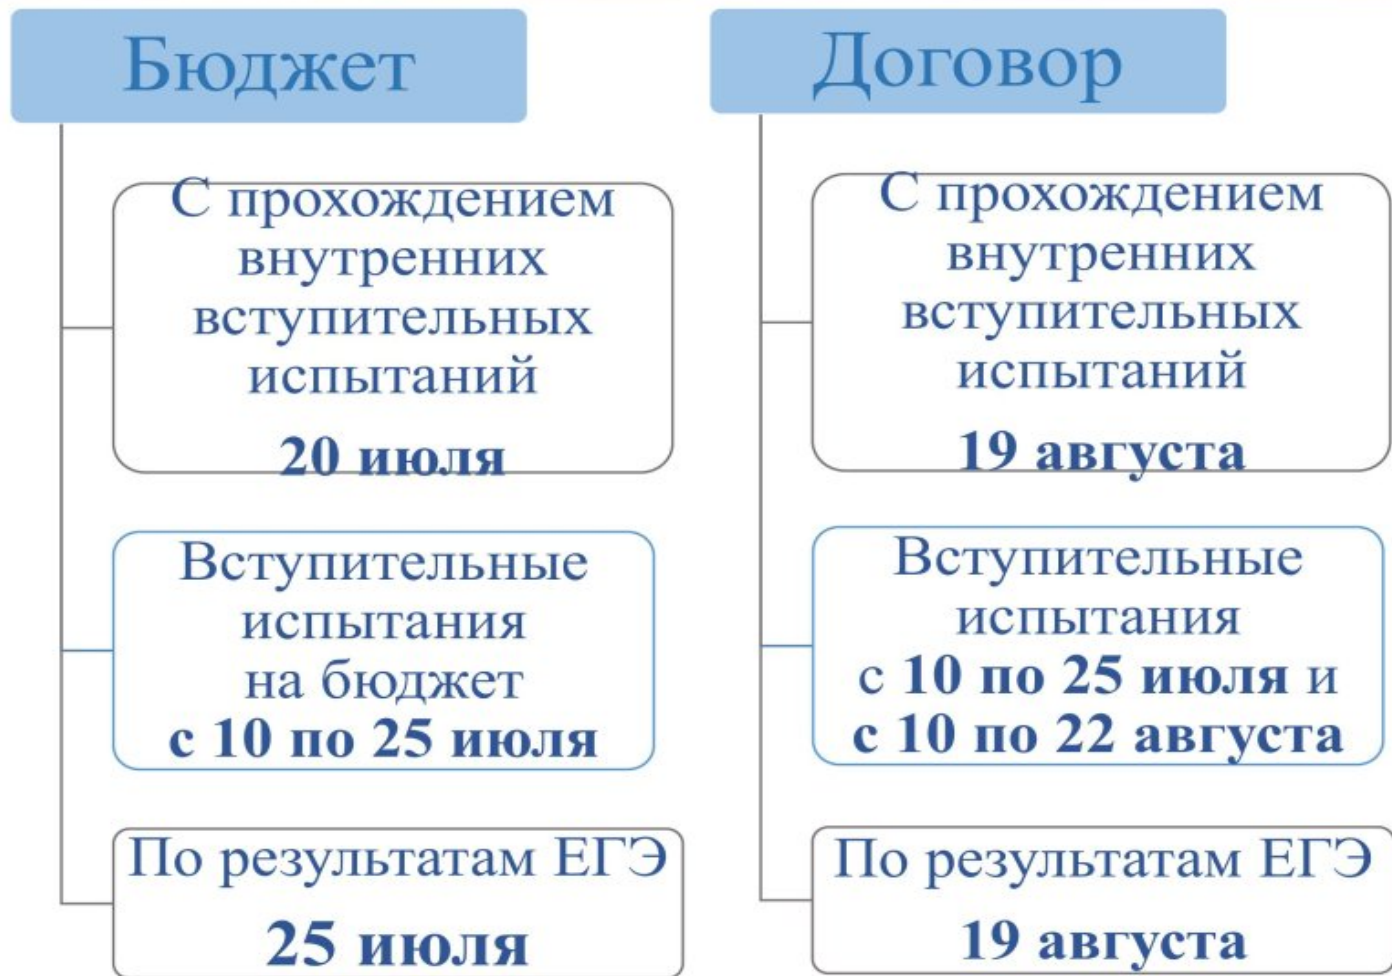 Бюджет
С прохождением
внутренних
вступительных
испытаний
20 июля
Вступительные
испытания
на бюджет
с 10 по 25 июля
По результатам ЕГЭ
25 июля
Договор
С прохождением
внутренних
вступительных
испытаний
19 августа
Вступительные
испытания
с 10 по 25 июля и
с 10 по 22 августа
По результатам ЕГЭ
19 августа